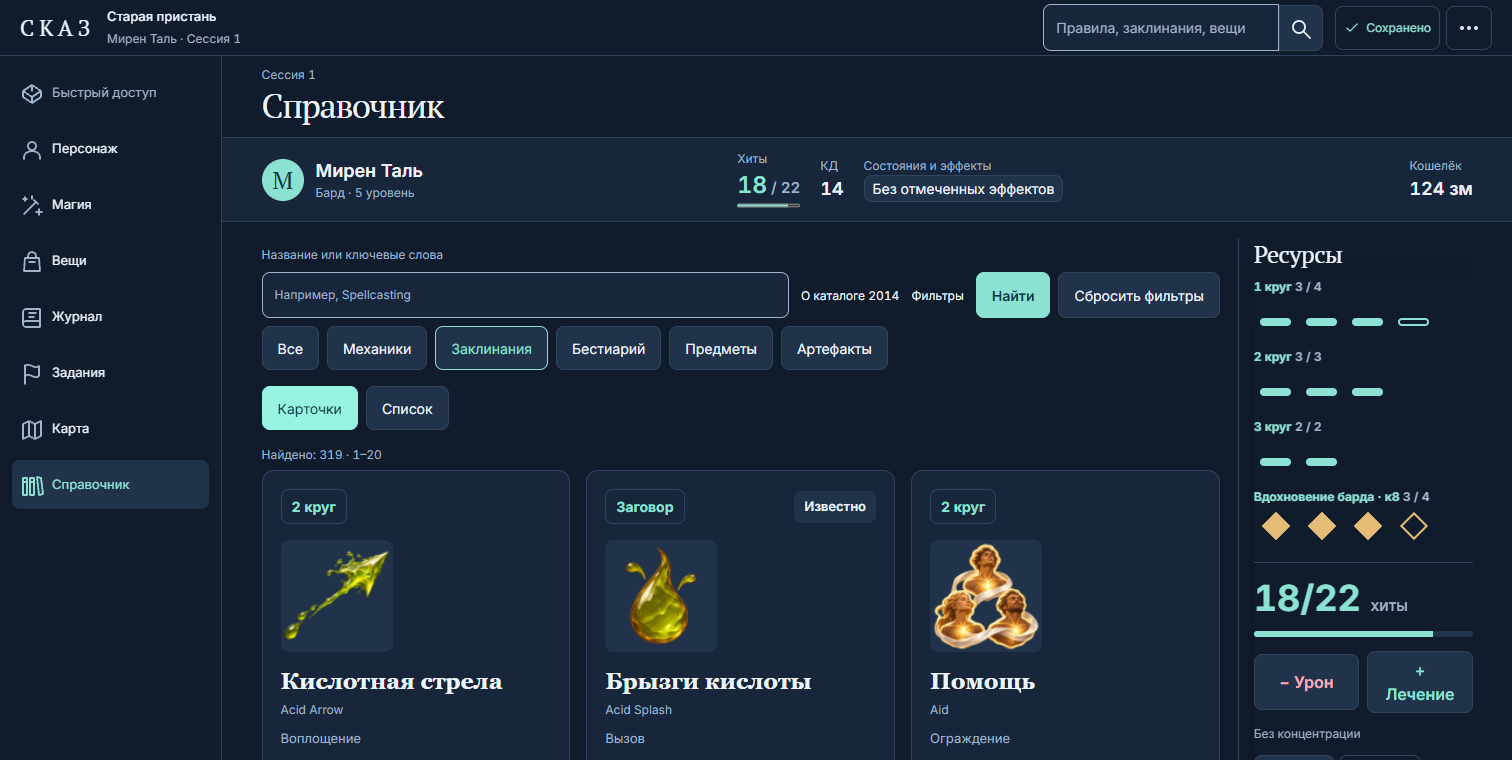 СКАЗ
Старая пристань
Мирен Таль · Сессия 1
Правила, заклинания, вещи
Сохранено
Быстрый доступ
Персонаж
Магия
Вещи
Журнал
Задания
Карта
Справочник
Сессия 1
Справочник
М
Мирен Таль
Бард · 5 уровень
Хиты
18 / 22
КД
14
Состояния и эффекты
Без отмеченных эффектов
Кошелёк
124 зм
Название или ключевые слова
Например, Spellcasting
О каталоге 2014
Фильтры
Найти
Сбросить фильтры
Все
Механики
Заклинания
Бестиарий
Предметы
Артефакты
Карточки
Список
Найдено: 319 · 1–20
2 круг
Кислотная стрела
Acid Arrow
Воплощение
Заговор
Известно
Брызги кислоты
Acid Splash
Вызов
2 круг
Помощь
Aid
Ограждение
Ресурсы
1 круг 3 / 4
2 круг 3 / 3
3 круг 2 / 2
Вдохновение барда · к8 3 / 4
18/22 хиты
− Урон
+
Лечение
Без концентрации